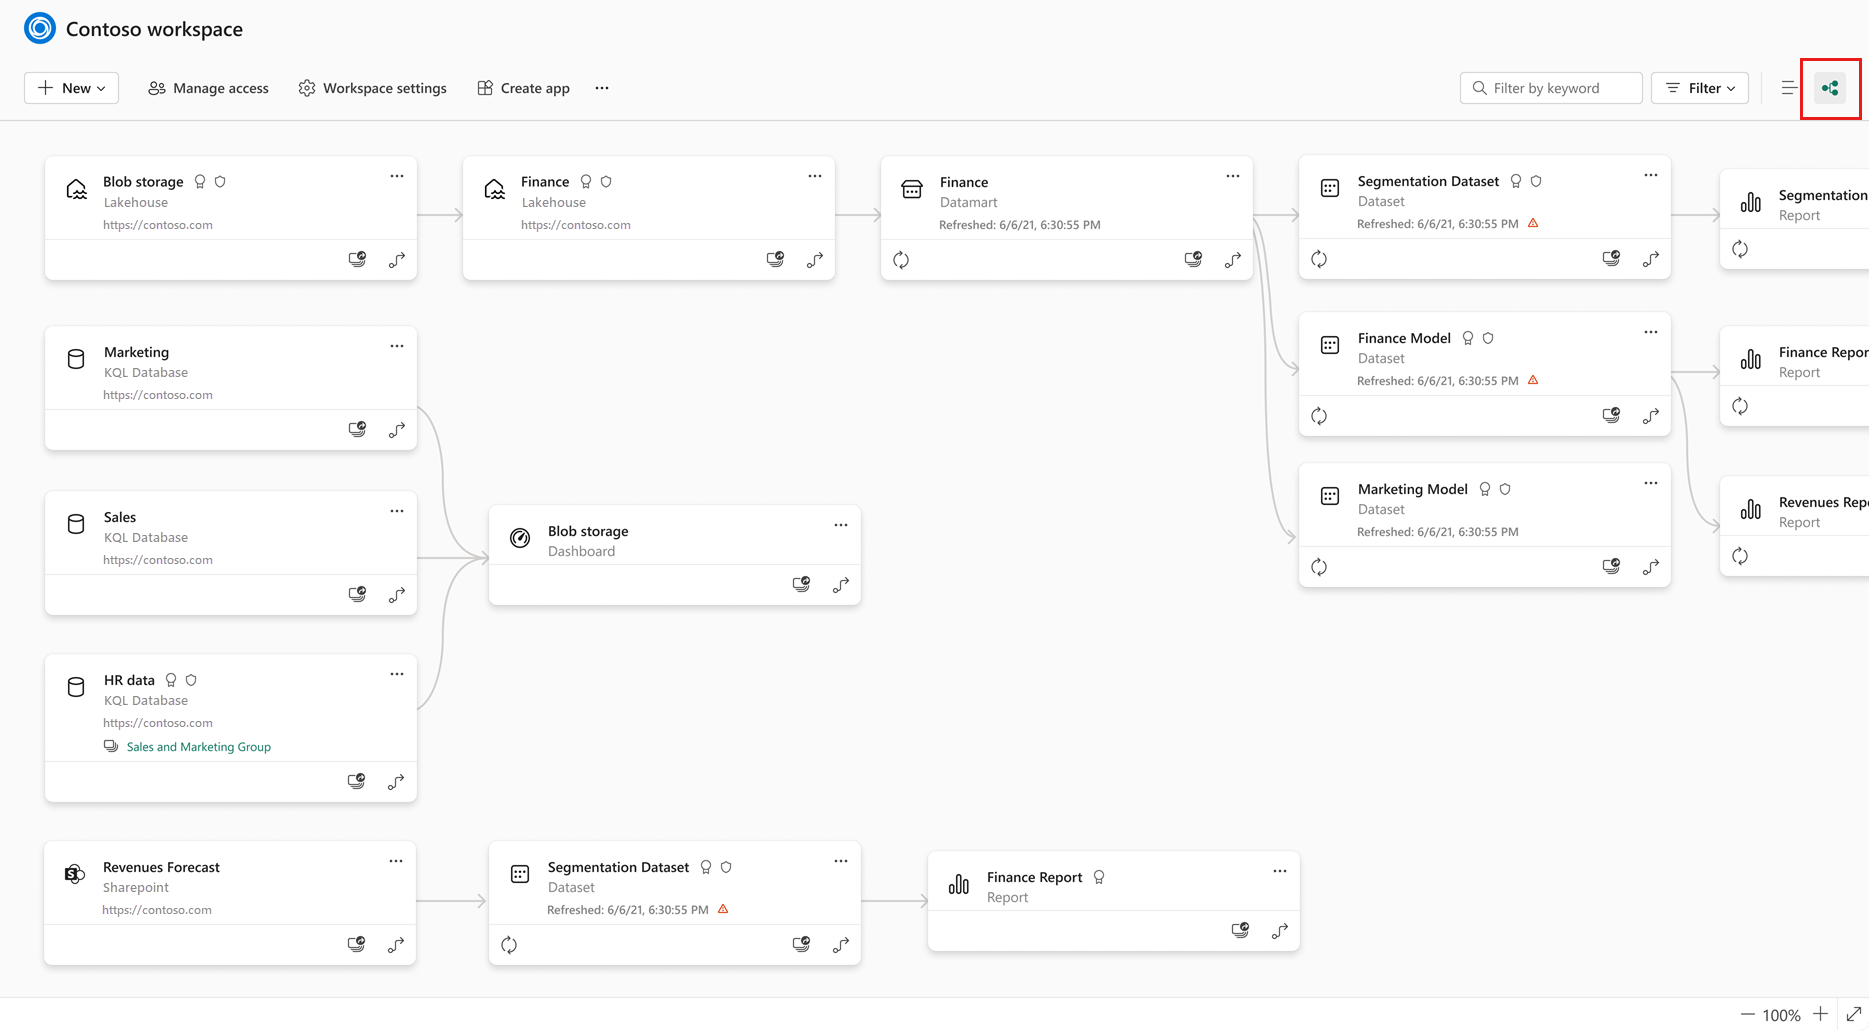 Contoso workspace
New
Manage access
Workspace settings
Create app
Filter by keyword
Filter
Blob storage
Lakehouse
https://contoso.com
Finance
Lakehouse
https://contoso.com
Finance
Datamart
Refreshed: 6/6/21, 6:30:55 PM
Segmentation Dataset
Dataset
Refreshed: 6/6/21, 6:30:55 PM
Segmentation
Report
Marketing
KQL Database
https://contoso.com
Finance Model
Dataset
Refreshed: 6/6/21, 6:30:55 PM
Finance Repor
Report
Sales
KQL Database
https://contoso.com
Blob storage
Dashboard
Marketing Model
Dataset
Refreshed: 6/6/21, 6:30:55 PM
Revenues Repo
Report
HR data
KQL Database
https://contoso.com
Sales and Marketing Group
Revenues Forecast
Sharepoint
https://contoso.com
Segmentation Dataset
Dataset
Refreshed: 6/6/21, 6:30:55 PM
Finance Report
Report
100%